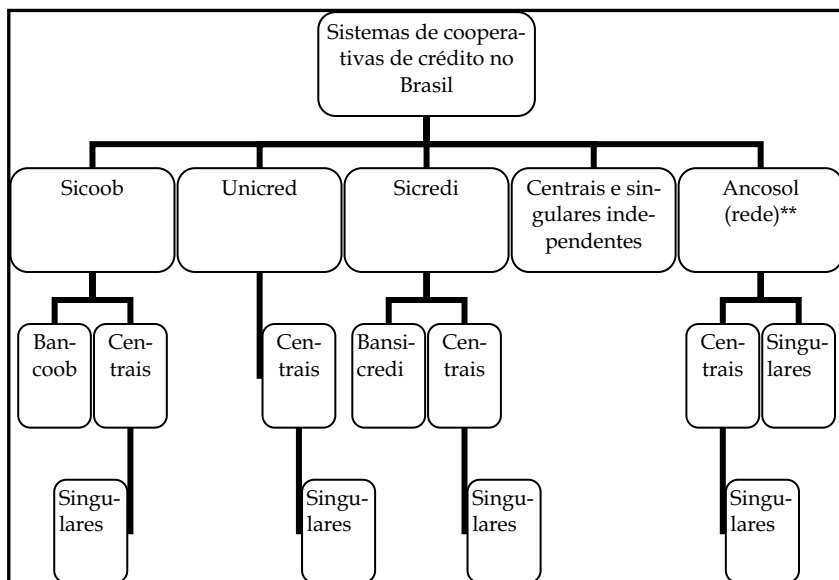 Sistemas de coopera-
tivas de crédito no
Brasil
Sicoob
Unicred
Sicredi
Centrais e sin-
gulares inde-
pendentes
Ancosol
(rede)**
Ban-
coob
Cen-
trais
Cen-
trais
Bansi-
credi
Cen-
trais
Cen-
trais
Singu-
lares
Singu-
lares
Singu-
lares
Singu-
lares
Singu-
lares